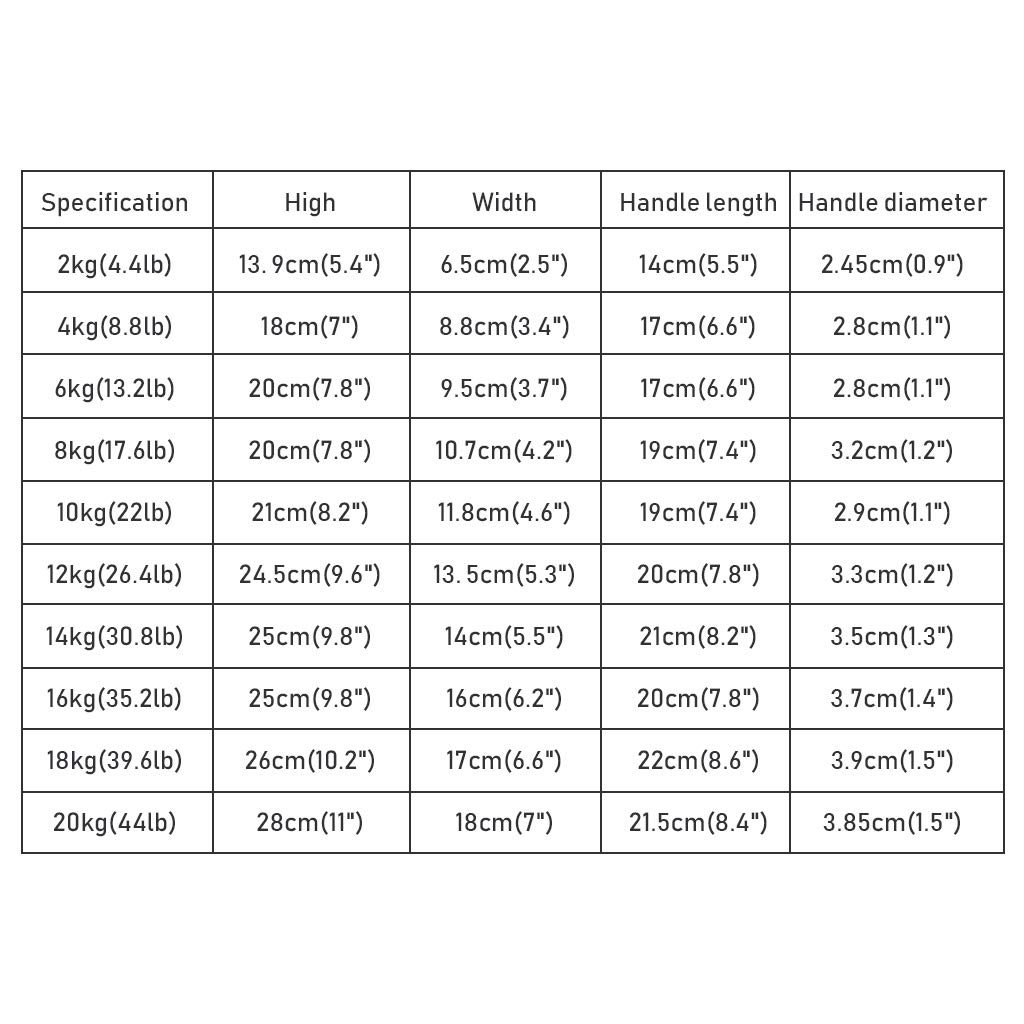 Specification High Width Handle length Handle diameter
2kg(4.4lb) 13. 9cm(5.4") 6.5cm(2.5") 14cm(5.5") 2.45cm(0.9")
4kg(8.8lb) 18cm(7") 8.8cm(3.4") 17cm(6.6") 2.8cm(1.1")
6kg(13.2lb) 20cm(7.8") 9.5cm(3.7") 17cm(6.6") 2.8cm(1.1")
8kg(17.6lb) 20cm(7.8") 10.7cm(4.2") 19cm(7.4") 3.2cm(1.2")
10kg(22lb) 21cm(8.2") 11.8cm(4.6") 19cm(7.4") 2.9cm(1.1")
12kg(26.4lb) 24.5cm(9.6") 13. 5cm(5.3") 20cm(7.8") 3.3cm(1.2")
14kg(30.8lb) 25cm(9.8") 14cm(5.5") 21cm(8.2") 3.5cm(1.3")
16kg(35.2lb) 25cm(9.8") 16cm(6.2") 20cm(7.8") 3.7cm(1.4")
18kg(39.6lb) 26cm(10.2") 17cm(6.6") 22cm(8.6") 3.9cm(1.5")
20kg(44lb) 28cm(11") 18cm(7") 21.5cm(8.4") 3.85cm(1.5")